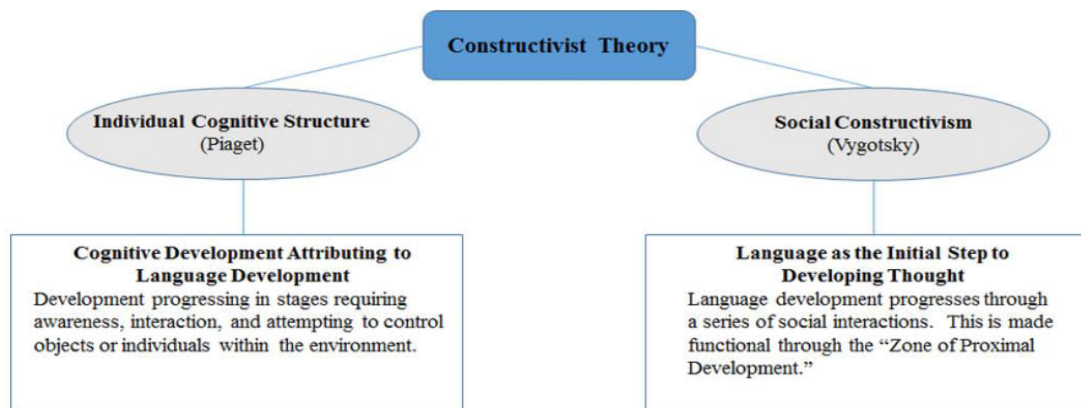 Constructivist Theory
Individual Cognitive Structure
(Piaget)
Social Constructivism
(Vygotsky)
Cognitive Development Attributing to
Language Development
Development progressing in stages requiring
awareness, interaction, and attempting to control
objects or individuals within the environment.
Language as the Initial Step to
Developing Thought
Language development progresses through
a series of social interactions. This is made
functional through the “Zone of Proximal
Development.”